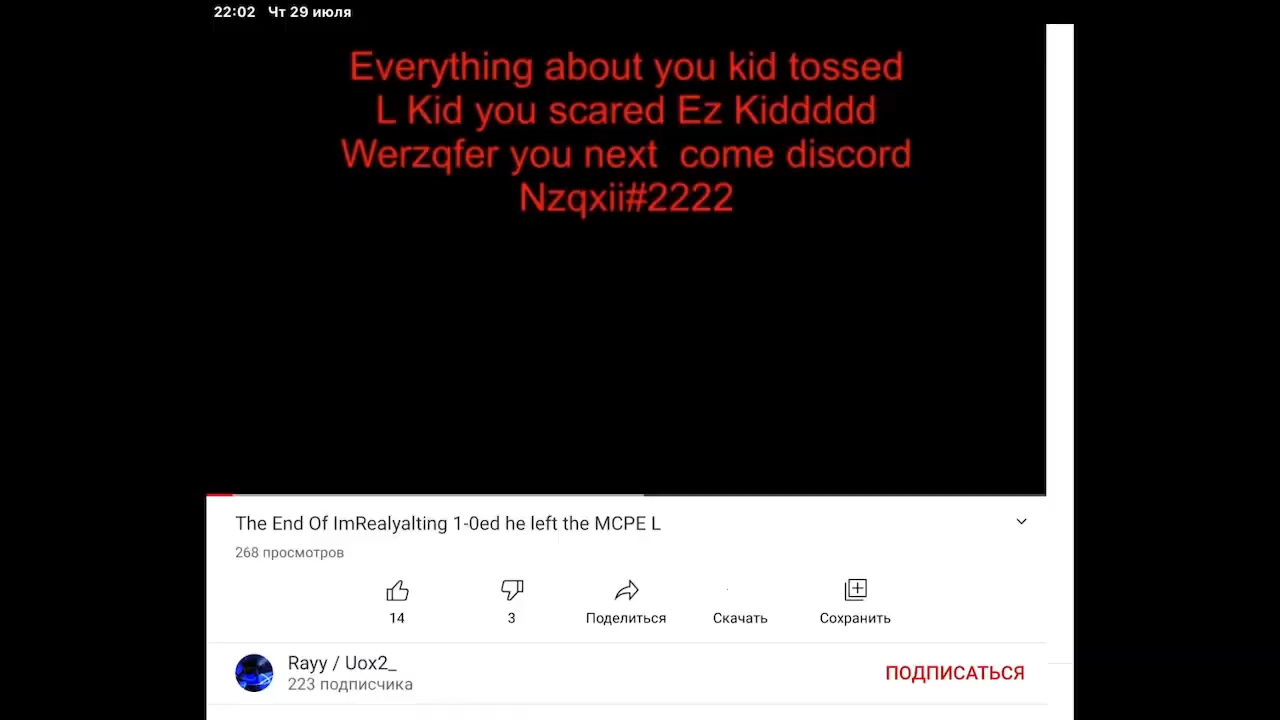 22:02 Чт 29 июля
Everything about you kid tossed
L Kid you scared Ez Kiddddd
Werzqfer you next come discord
Nzqxii#2222
The End Of ImRealyalting 1-0ed he left the MCPE L
268 просмотров
14
3
Поделиться
Скачать
Сохранить
Rayy / Uox2_
223 подписчика
ПОДПИСАТЬСЯ